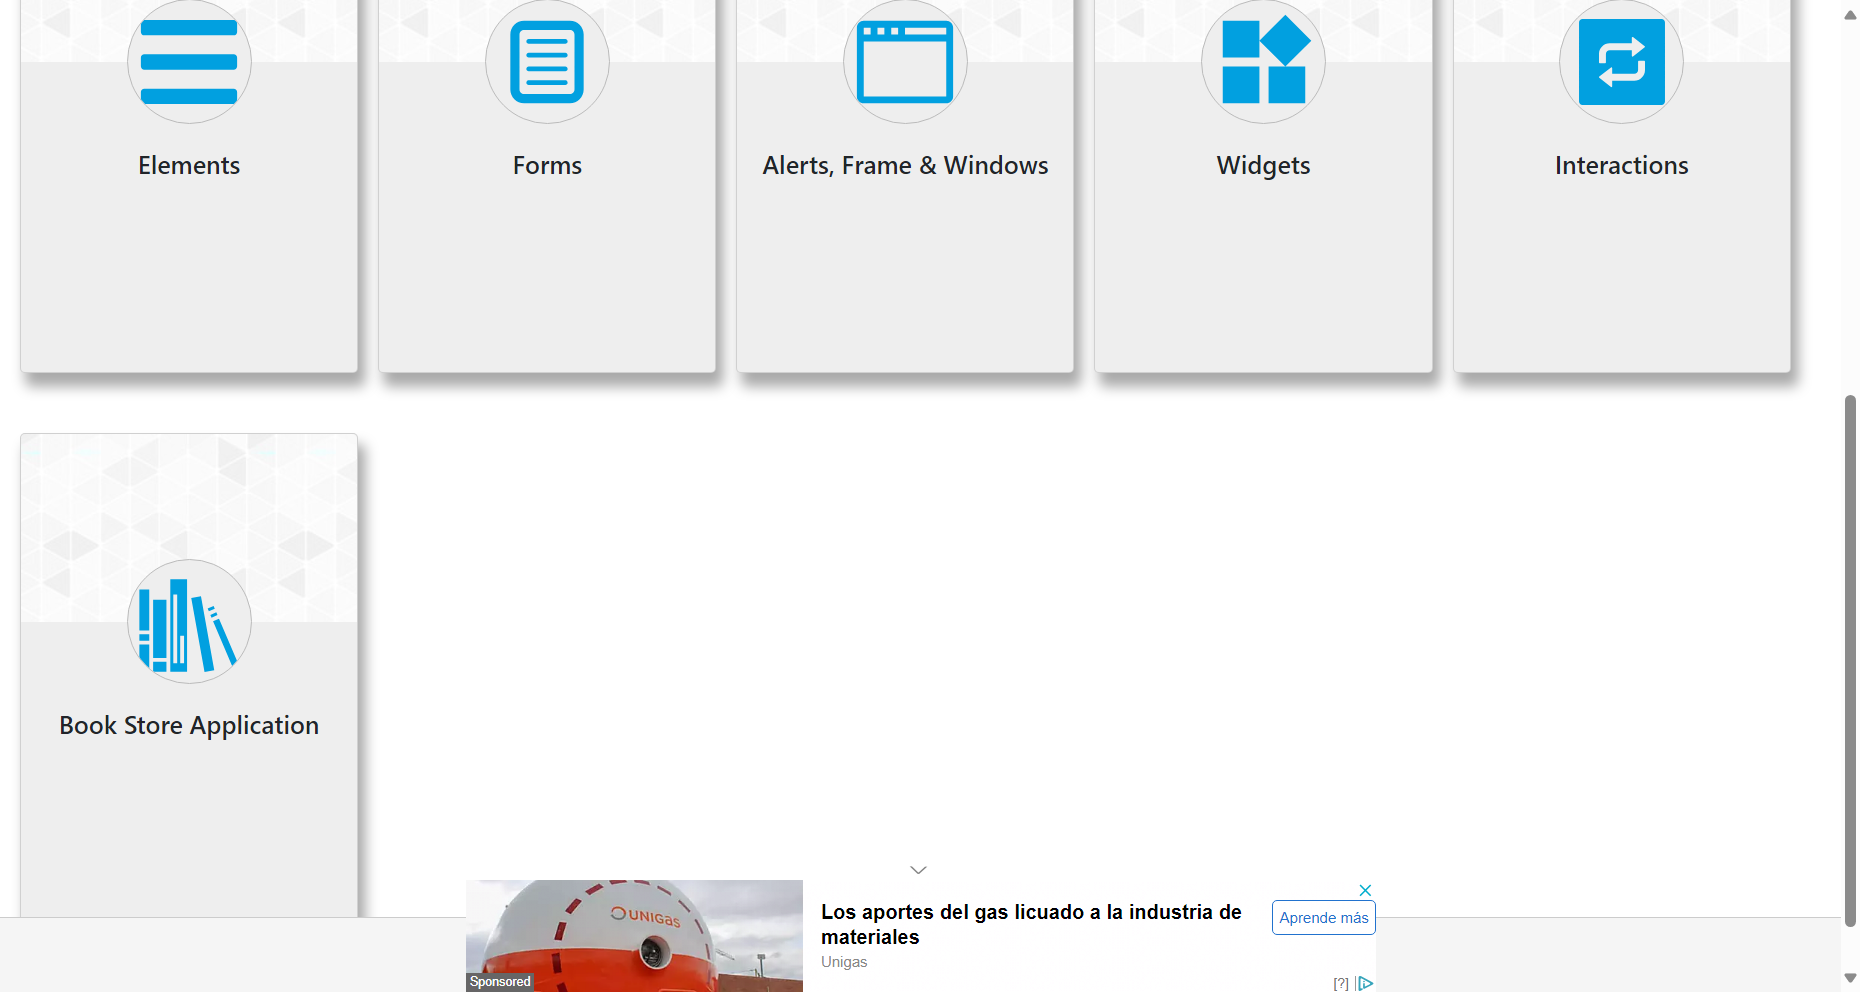 Elements
Forms
Alerts, Frame & Windows
Widgets
Interactions
Book Store Application
UNIGAS
Sponsored
Los aportes del gas licuado a la industria de
materiales
Unigas
Aprende más
[?]